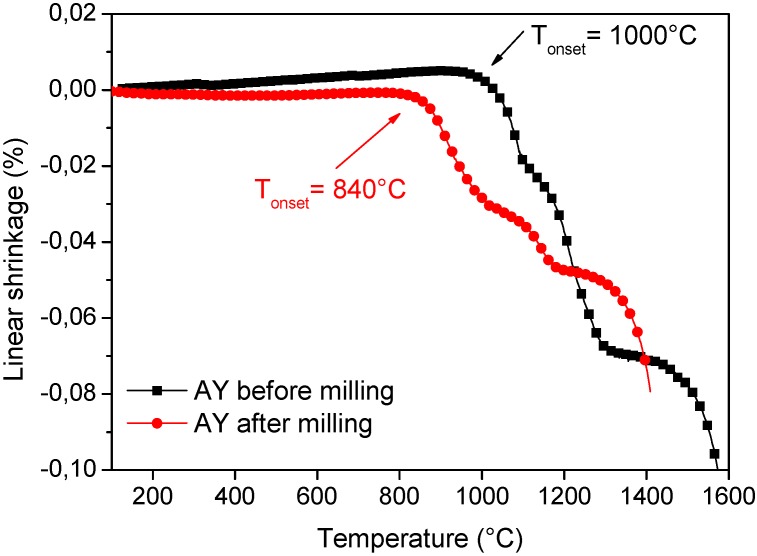 0,02
0,00
-0,02
-0,04
-0,06
-0,08
-0,10
Linear shrinkage (%)
Tonset= 1000°C
Tonset= 840°C
AY before milling
AY after milling
200 400 600 800 1000 1200 1400 1600
Temperature (°C)